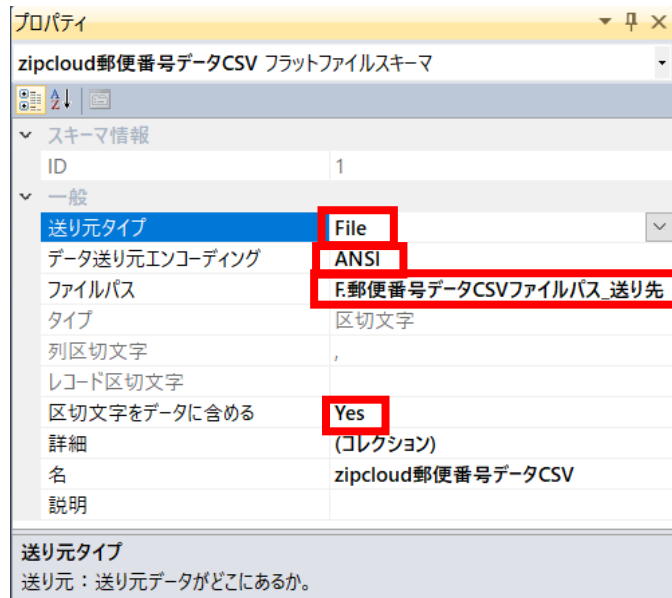 プロパティ
zipcloud郵便番号データCSV フラットファイルスキーマ
スキーマ情報
ID 1
一般
送り元タイプ File
データ送り元エンコーディング ANSI
ファイルパス F.郵便番号データCSVファイルパス_送り先
タイプ 区切文字
列区切文字 ,
レコード区切文字
区切文字をデータに含める Yes
詳細 (コレクション)
名 zipcloud郵便番号データCSV
説明
送り元タイプ
送り元：送り元データがどこにあるか。